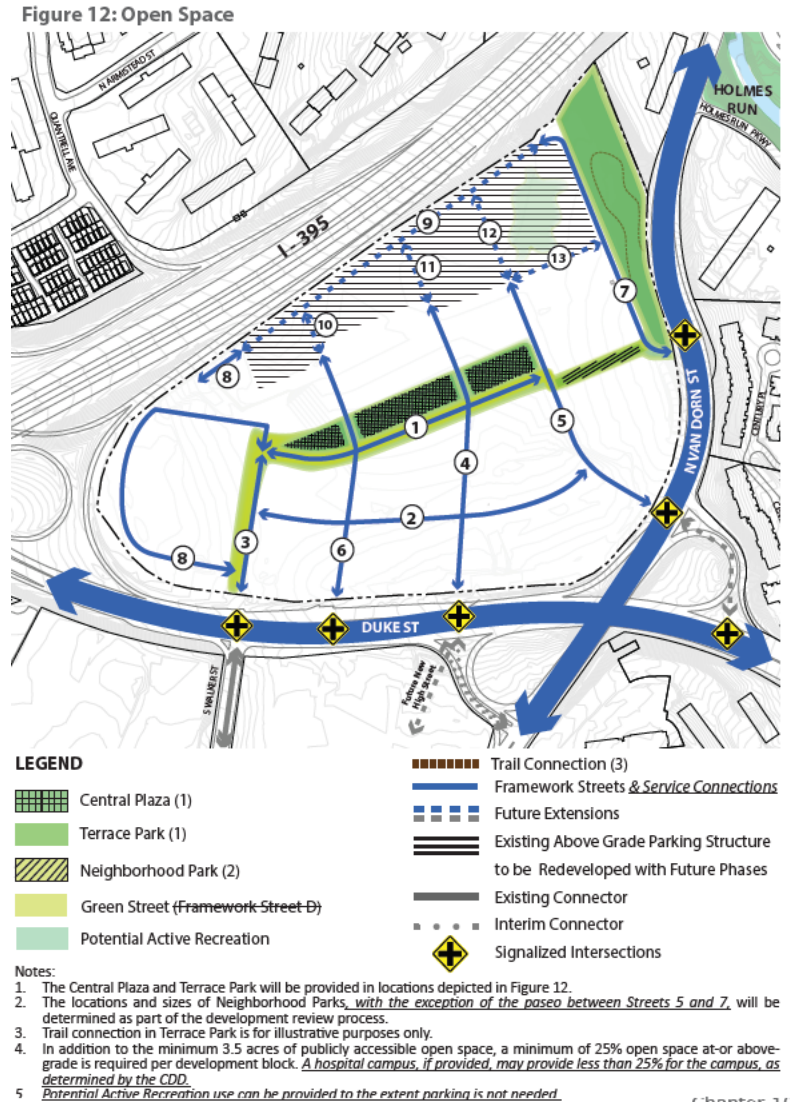 Figure 12: Open Space
N ARMISTEAD ST
QUANTRELL AVE
HOLMES
RUN
HOLMES RUN PKWY
I - 395
9
12
11
13
10
7
8
1
5
4
2
3
6
8
N VAN DORN ST
CENTURY PL
DUKE ST
S WALKER ST
Future New
High Street
LEGEND
Central Plaza (1)
Terrace Park (1)
Neighborhood Park (2)
Green Street (Framework Street D)
Potential Active Recreation
Trail Connection (3)
Framework Streets & Service Connections
Future Extensions
Existing Above Grade Parking Structure
to be Redeveloped with Future Phases
Existing Connector
Interim Connector
Signalized Intersections
Notes:
1. The Central Plaza and Terrace Park will be provided in locations depicted in Figure 12.
2. The locations and sizes of Neighborhood Parks, with the exception of the paseo between Streets 5 and 7, will be
determined as part of the development review process.
3. Trail connection in Terrace Park is for illustrative purposes only.
4. In addition to the minimum 3.5 acres of publicly accessible open space, a minimum of 25% open space at-or above-
grade is required per development block. A hospital campus, if provided, may provide less than 25% for the campus, as
determined by the CDD.
5 Potential Active Recreation use can be provided to the extent parking is not needed